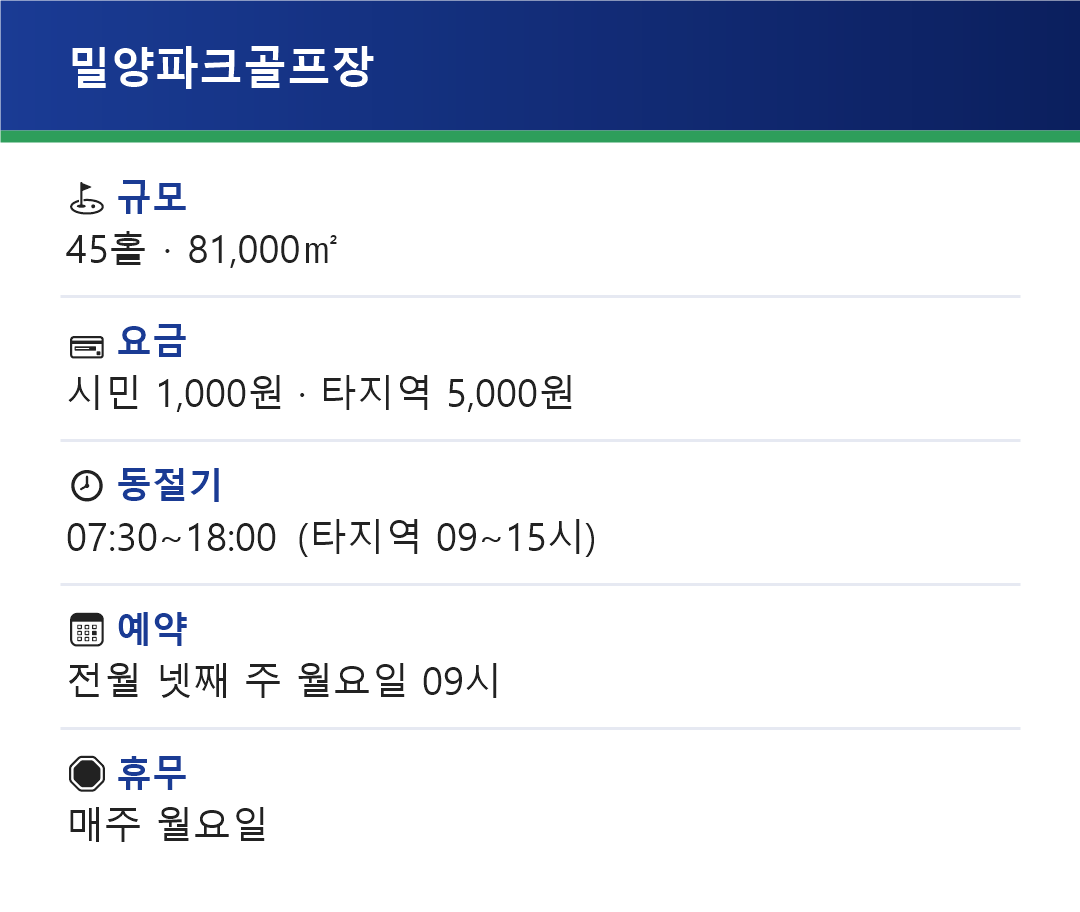 밀양파크골프장
규모
45홀 · 81,000㎡
요금
시민 1,000원 · 타지역 5,000원
동절기
07:30~18:00 (타지역 09~15시)
예약
전월 넷째 주 월요일 09시
휴무
매주 월요일